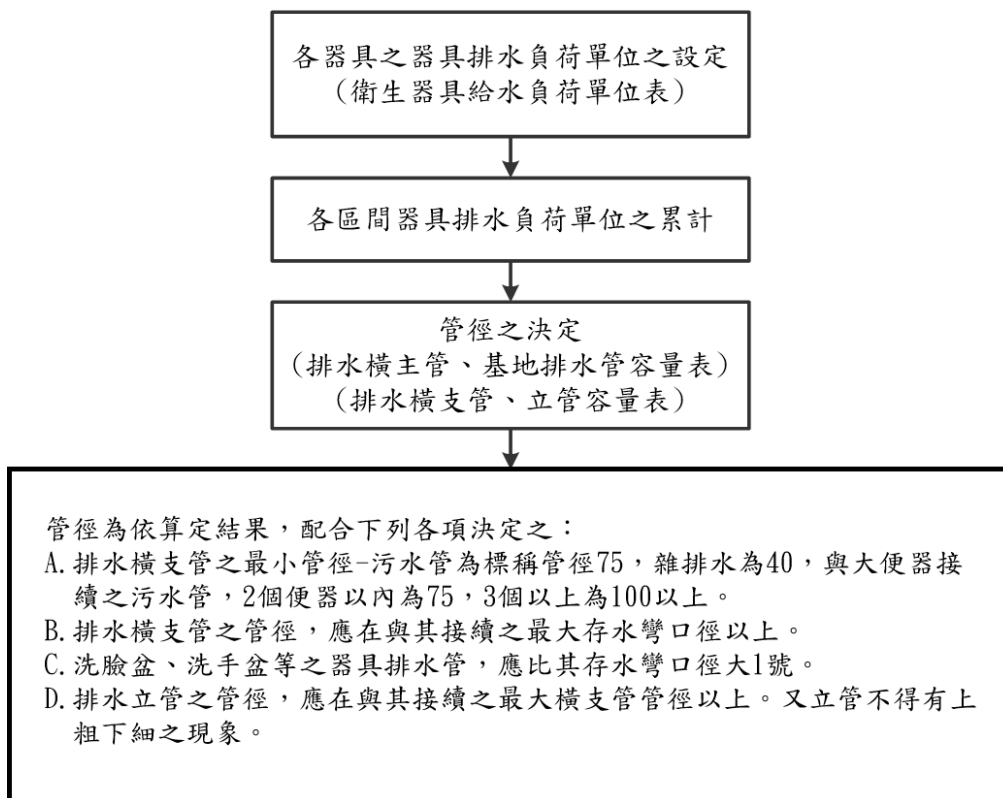 各器具之器具排水負荷單位之設定
（衛生器具給水負荷單位表）
各區間器具排水負荷單位之累計
管徑之決定
（排水橫主管、基地排水管容量表）
（排水橫支管、立管容量表）
管徑為依算定結果，配合下列各項決定之：
A.排水橫支管之最小管徑-污水管為標稱管徑75，雜排水為40，與大便器接
續之污水管，2個便器以內為75，3個以上為100以上。
B.排水橫支管之管徑，應在與其接續之最大存水彎口徑以上。
C.洗臉盆、洗手盆等之器具排水管，應比其存水彎口徑大1號。
D.排水立管之管徑，應在與其接續之最大橫支管管徑以上。又立管不得有上
粗下細之現象。